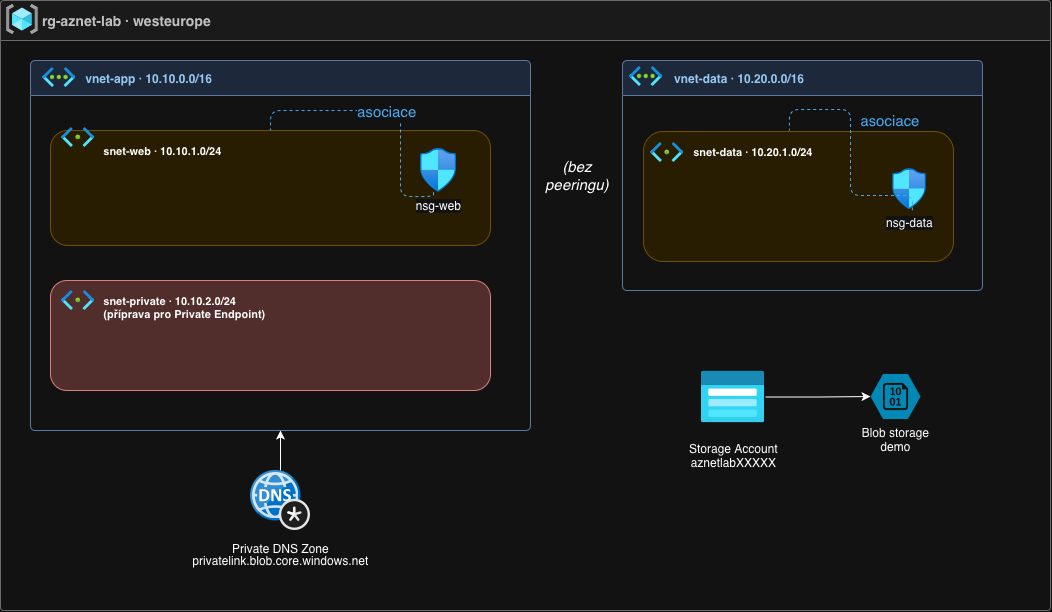 rg-aznet-lab · westeurope
vnet-app · 10.10.0.0/16
asociace
snet-web · 10.10.1.0/24
nsg-web
snet-private · 10.10.2.0/24
(příprava pro Private Endpoint)
(bez
peeringu)
vnet-data · 10.20.0.0/16
asociace
snet-data · 10.20.1.0/24
nsg-data
Storage Account
aznetlabXXXXX
10
01
Blob storage
demo
DNS
Private DNS Zone
privatelink.blob.core.windows.net